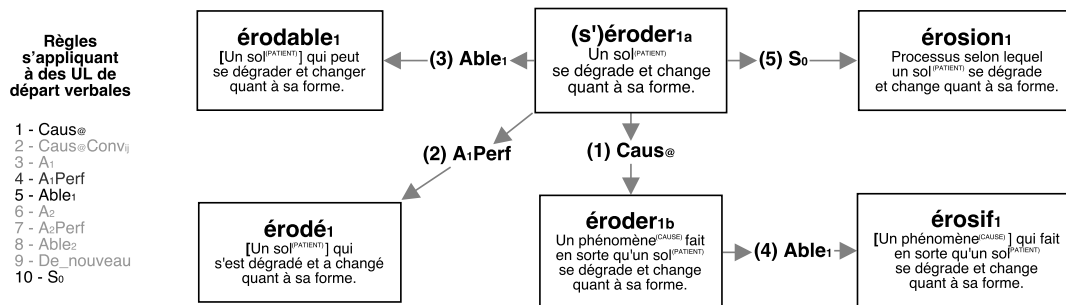 Règles
s'appliquant
à des UL de
départ verbales
1 - Caus@
2 - Caus@Convij
3 - A1
4 - A1Perf
5 - Able1
6 - A2
7 - A2Perf
8 - Able2
9 - De_nouveau
10 - S0
érodable1
[Un sol(PATIENT)] qui peut
se dégrader et changer
quant à sa forme.
(3) Able1
(s')éroder1a
Un sol(PATIENT)
se dégrade et change
quant à sa forme.
(5) S0
érosion1
Processus selon lequel
un sol(PATIENT) se dégrade
et change quant à sa forme.
(2) A1Perf
(1) Caus@
érodé1
[Un sol(PATIENT)] qui
s'est dégradé et a changé
quant à sa forme.
éroder1b
Un phénomène(CAUSE) fait
en sorte qu'un sol(PATIENT)
se dégrade et change
quant à sa forme.
(4) Able1
érosif1
[Un phénomène(CAUSE)] qui fait
en sorte qu'un sol(PATIENT)
se dégrade et change
quant à sa forme.